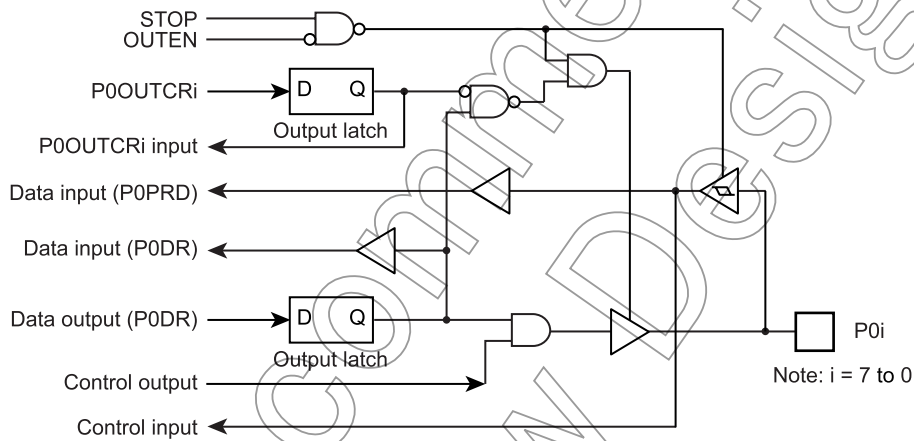 STOP
OUTEN
P0OUTCRi
D Q
Output latch
P0OUTCRi input
Data input (P0PRD)
Data input (P0DR)
Data output (P0DR)
D Q
Output latch
Control output
Control input
P0i
Note: i = 7 to 0